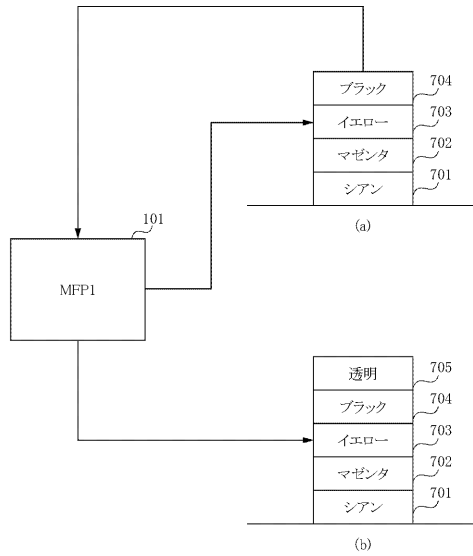 ブラック
704
イエロー
703
マゼンタ
702
シアン
701
(a)
101
MFP1
透明
705
ブラック
704
イエロー
703
マゼンタ
702
シアン
701
(b)